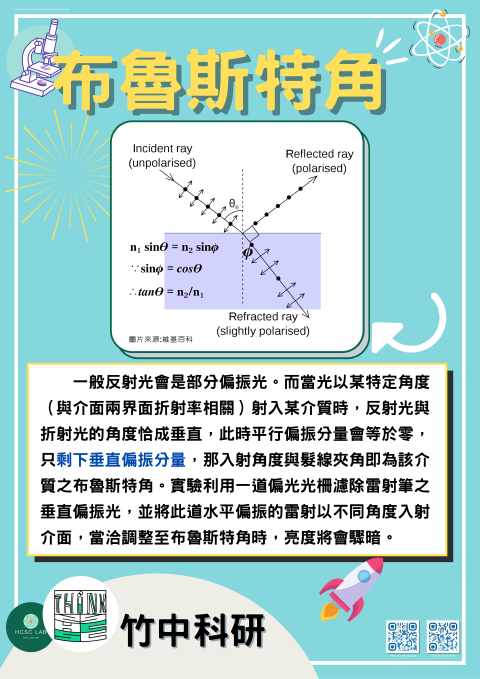 布魯斯特角
Incident ray
(unpolarised)
Reflected ray
(polarised)
θB
n₁ sinΘ = n₂ sinϕ
∵sinϕ = cosΘ
∴tanΘ = n₂/n₁
φ
Refracted ray
(slightly polarised)
圖片來源:維基百科
一般反射光會是部分偏振光。而當光以某特定角度
（與介面兩界面折射率相關）射入某介質時，反射光與
折射光的角度恰成垂直，此時平行偏振分量會等於零，
只剩下垂直偏振分量，那入射角度與髮線夾角即為該介
質之布魯斯特角。實驗利用一道偏光光柵濾除雷射筆之
垂直偏振光，並將此道水平偏振的雷射以不同角度入射
介面，當洽調整至布魯斯特角時，亮度將會驟暗。
HCSC LAB
THiNK
竹中科研